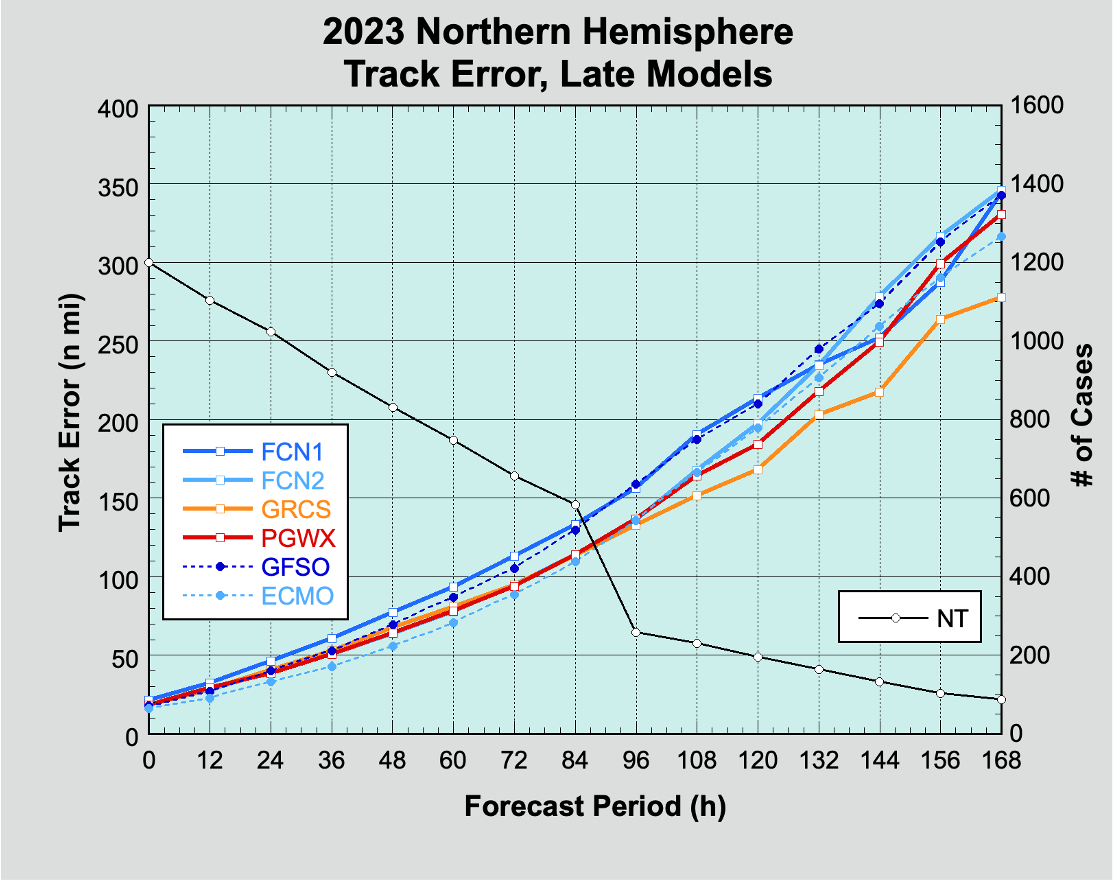 2023 Northern Hemisphere
Track Error, Late Models
400
350
300
250
200
150
100
50
0
Track Error (n mi)
1600
1400
1200
1000
800
600
400
200
0
# of Cases
FCN1
FCN2
GRCS
PGWX
GFSO
ECMO
NT
0 12 24 36 48 60 72 84 96 108 120 132 144 156 168
Forecast Period (h)